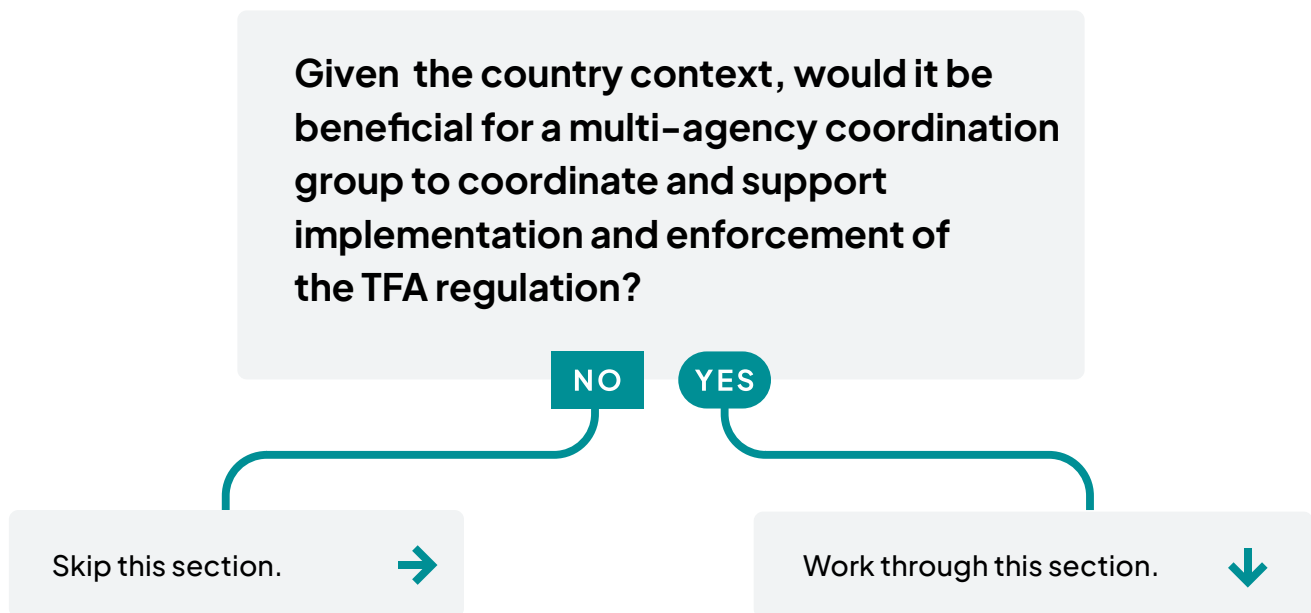 Given the country context, would it be
beneficial for a multi-agency coordination
group to coordinate and support
implementation and enforcement of
the TFA regulation?
NO
YES
Skip this section.
Work through this section.